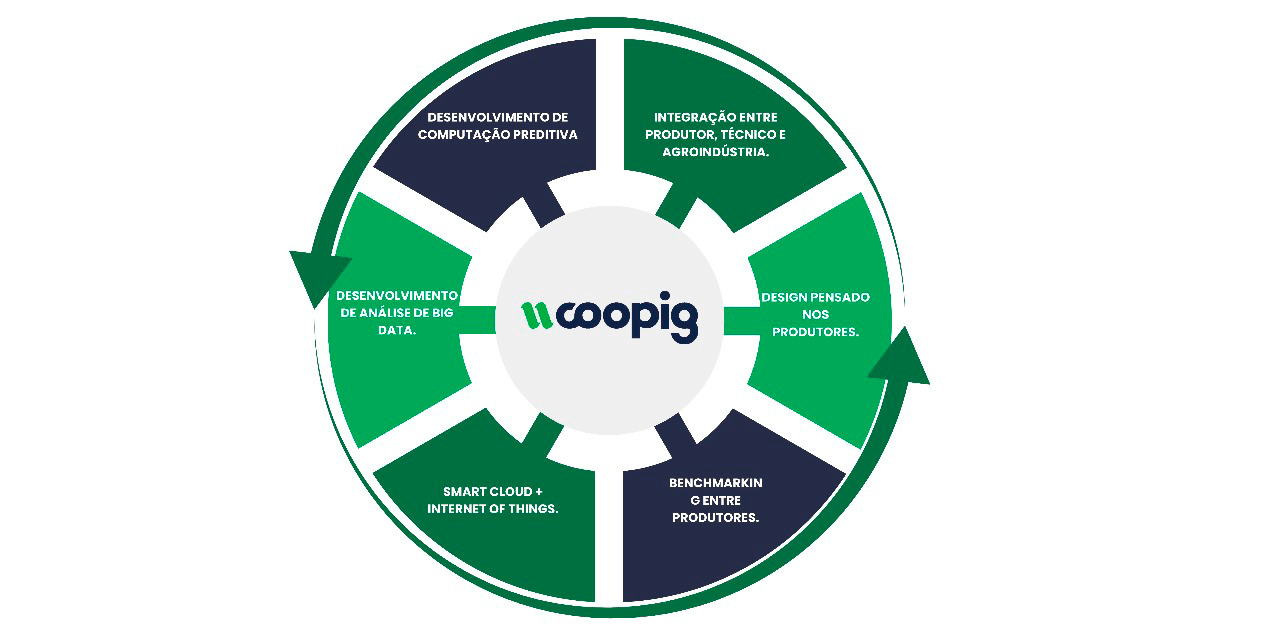 DESENVOLVIMENTO DE
COMPUTAÇÃO PREDITIVA
INTEGRAÇÃO ENTRE
PRODUTOR, TÉCNICO E
AGROINDÚSTRIA.
DESENVOLVIMENTO
DE ANÁLISE DE BIG
DATA.
coopig
DESIGN PENSADO
NOS
PRODUTORES.
SMART CLOUD +
INTERNET OF THINGS.
BENCHMARKIN
G ENTRE
PRODUTORES.